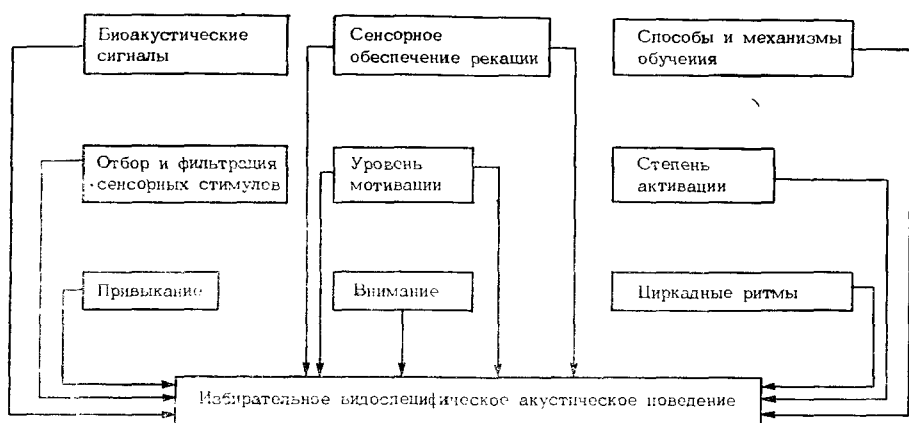 Биоакустические
сигналы
Сенсорное
обеспечение рекации
Способы и механизмы
обучения
Отбор и фильтрация
сенсорных стимулов
Уровень
мотивации
Степень
активации
Привыкание
Внимание
Циркадные ритмы
Избирательное видоспецифическое акустическое поведение